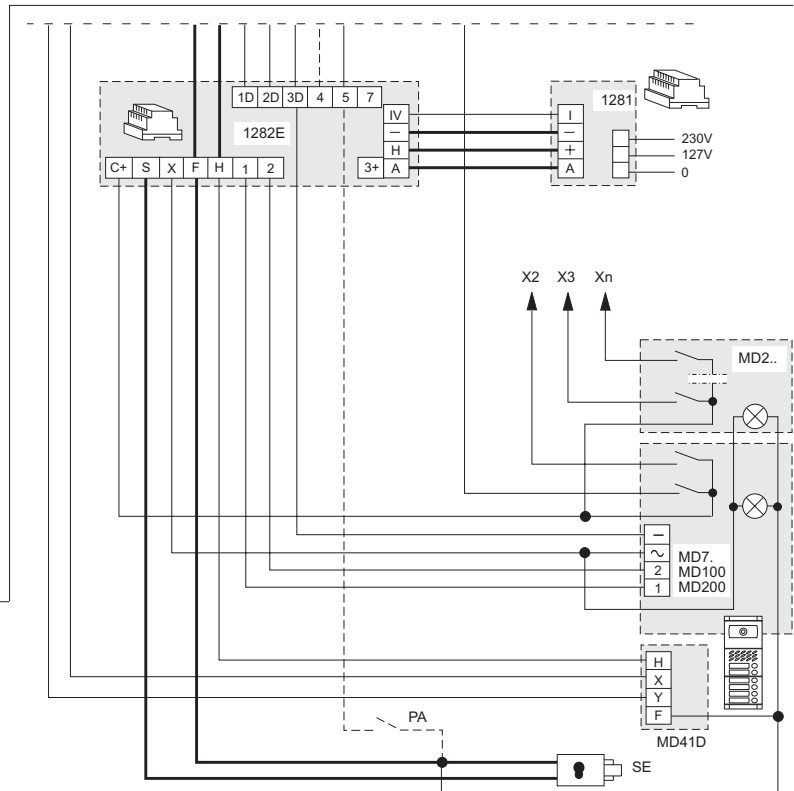 1D 2D 3D 4 5 7
1282E
IV
–
H
3+ A
C+ S X F H 1 2
1281
I
–
+
A
230V
127V
0
X2 X3 Xn
MD2..
–
~
2
1
MD7.
MD100
MD200
H
X
Y
F
MD41D
PA
SE